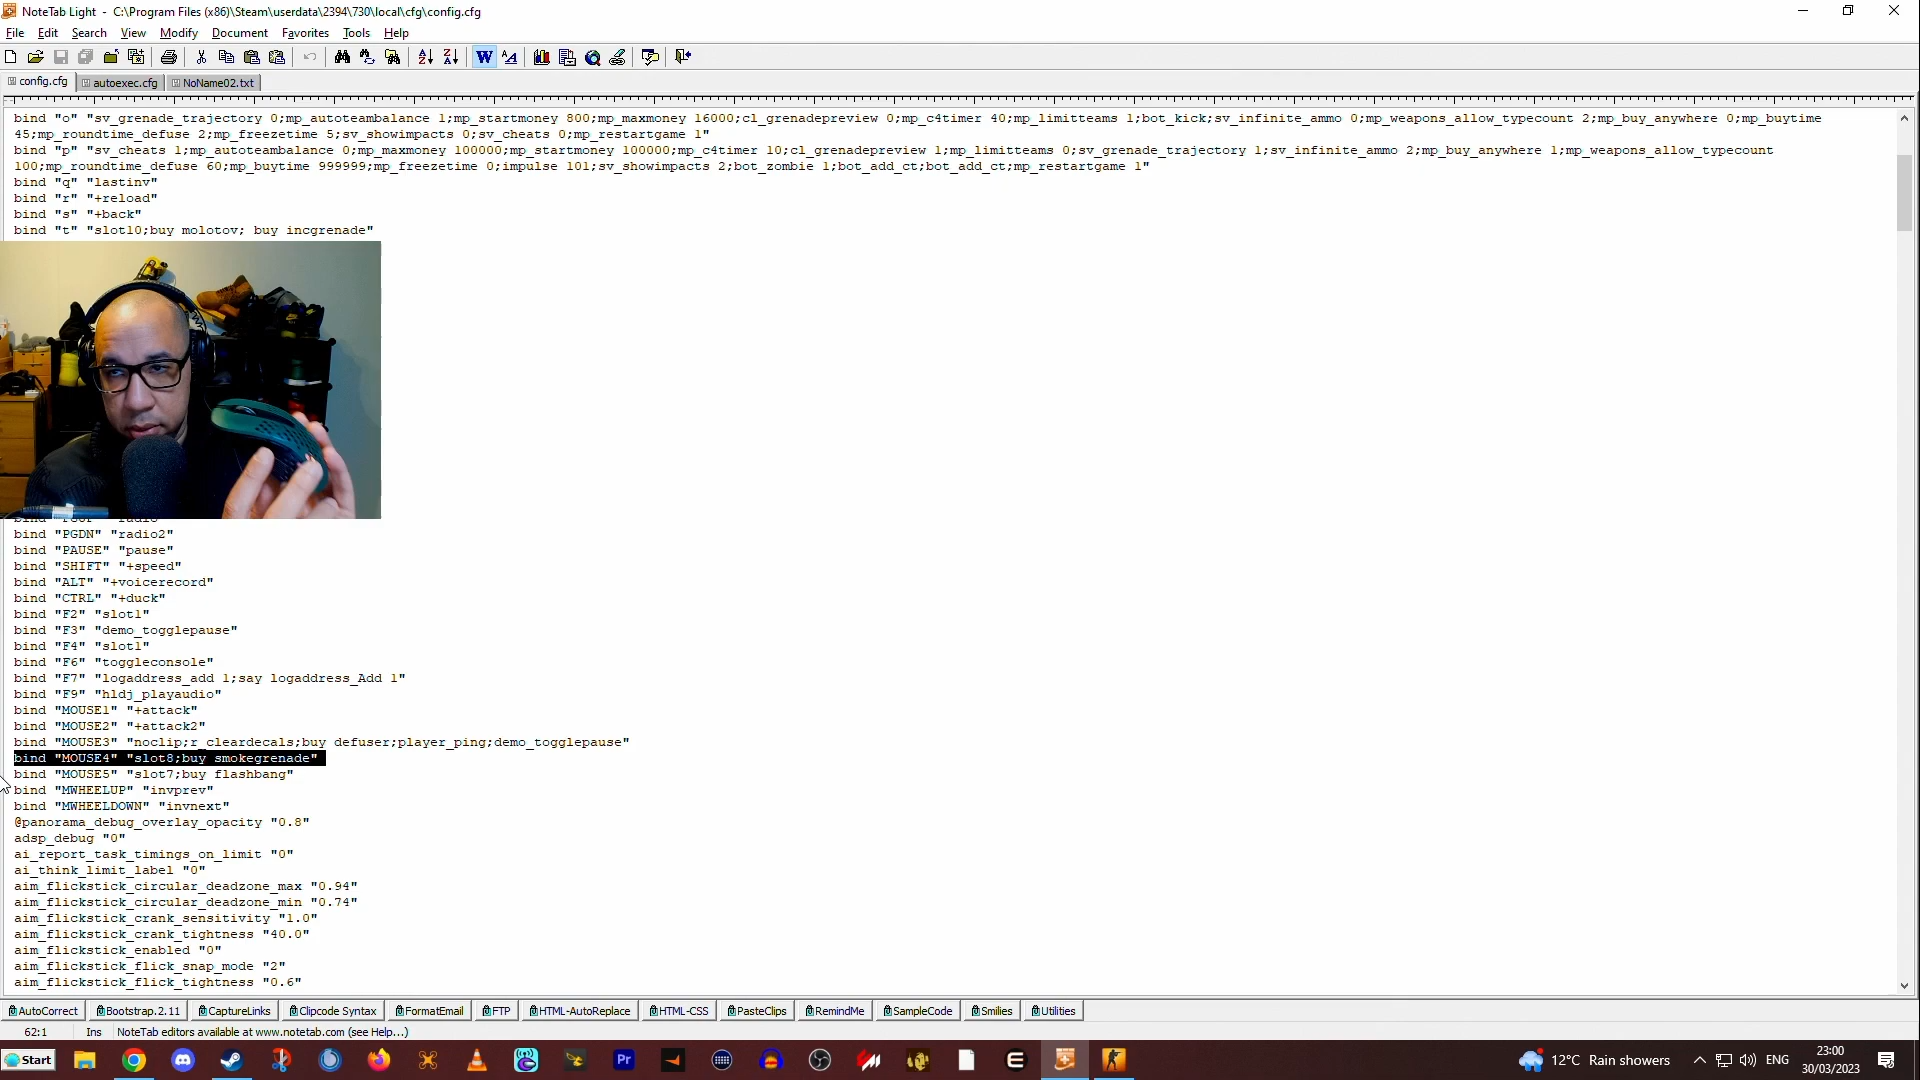 NoteTab Light - C:\Program Files (x86)\Steam\userdata\2394\730\local\cfg\config.cfg
File Edit Search View Modify Document Favorites Tools Help
config.cfg autoexec.cfg NoName02.txt
bind "o" "sv_grenade_trajectory 0;mp_autoteambalance 1;mp_startmoney 800;mp_maxmoney 16000;cl_grenadepreview 0;mp_c4timer 40;mp_limitteams 1;bot_kick;sv_infinite_ammo 0;mp_weapons_allow_typecount 2;mp_buy_anywhere 0;mp_buytime
45;mp_roundtime_defuse 2;mp_freezetime 5;sv_showimpacts 0;sv_cheats 0;mp_restartgame 1"
bind "p" "sv_cheats 1;mp_autoteambalance 0;mp_maxmoney 100000;mp_startmoney 100000;mp_c4timer 10;cl_grenadepreview 1;mp_limitteams 0;sv_grenade_trajectory 1;sv_infinite_ammo 2;mp_buy_anywhere 1;mp_weapons_allow_typecount
100;mp_roundtime_defuse 60;mp_buytime 999999;mp_freezetime 0;impulse 101;sv_showimpacts 2;bot_zombie 1;bot_add_ct;bot_add_ct;mp_restartgame 1"
bind "q" "lastinv"
bind "r" "+reload"
bind "s" "+back"
bind "t" "slot10;buy molotov; buy incgrenade"
bind "PGDN" "radio2"
bind "PAUSE" "pause"
bind "SHIFT" "+speed"
bind "ALT" "+voicerecord"
bind "CTRL" "+duck"
bind "F2" "slot1"
bind "F3" "demo_togglepause"
bind "F4" "slot1"
bind "F6" "toggleconsole"
bind "F7" "logaddress_add 1;say logaddress_Add 1"
bind "F9" "hldj_playaudio"
bind "MOUSE1" "+attack"
bind "MOUSE2" "+attack2"
bind "MOUSE3" "noclip;r_cleardecals;buy defuser;player_ping;demo_togglepause"
bind "MOUSE4" "slot8;buy smokegrenade"
bind "MOUSE5" "slot7;buy flashbang"
bind "MWHEELUP" "invprev"
bind "MWHEELDOWN" "invnext"
@panorama_debug_overlay_opacity "0.8"
adsp_debug "0"
ai_report_task_timings_on_limit "0"
ai_think_limit_label "0"
aim_flickstick_circular_deadzone_max "0.94"
aim_flickstick_circular_deadzone_min "0.74"
aim_flickstick_crank_sensitivity "1.0"
aim_flickstick_crank_tightness "40.0"
aim_flickstick_enabled "0"
aim_flickstick_flick_snap_mode "2"
aim_flickstick_flick_tightness "0.6"
AutoCorrect Bootstrap.2.11 CaptureLinks Clipcode Syntax FormatEmail FTP HTML-AutoReplace HTML-CSS PasteClips RemindMe SampleCode Smilies Utilities
62:1 Ins NoteTab editors available at www.notetab.com (see Help...)
Start 12°C Rain showers ENG 23:00
30/03/2023